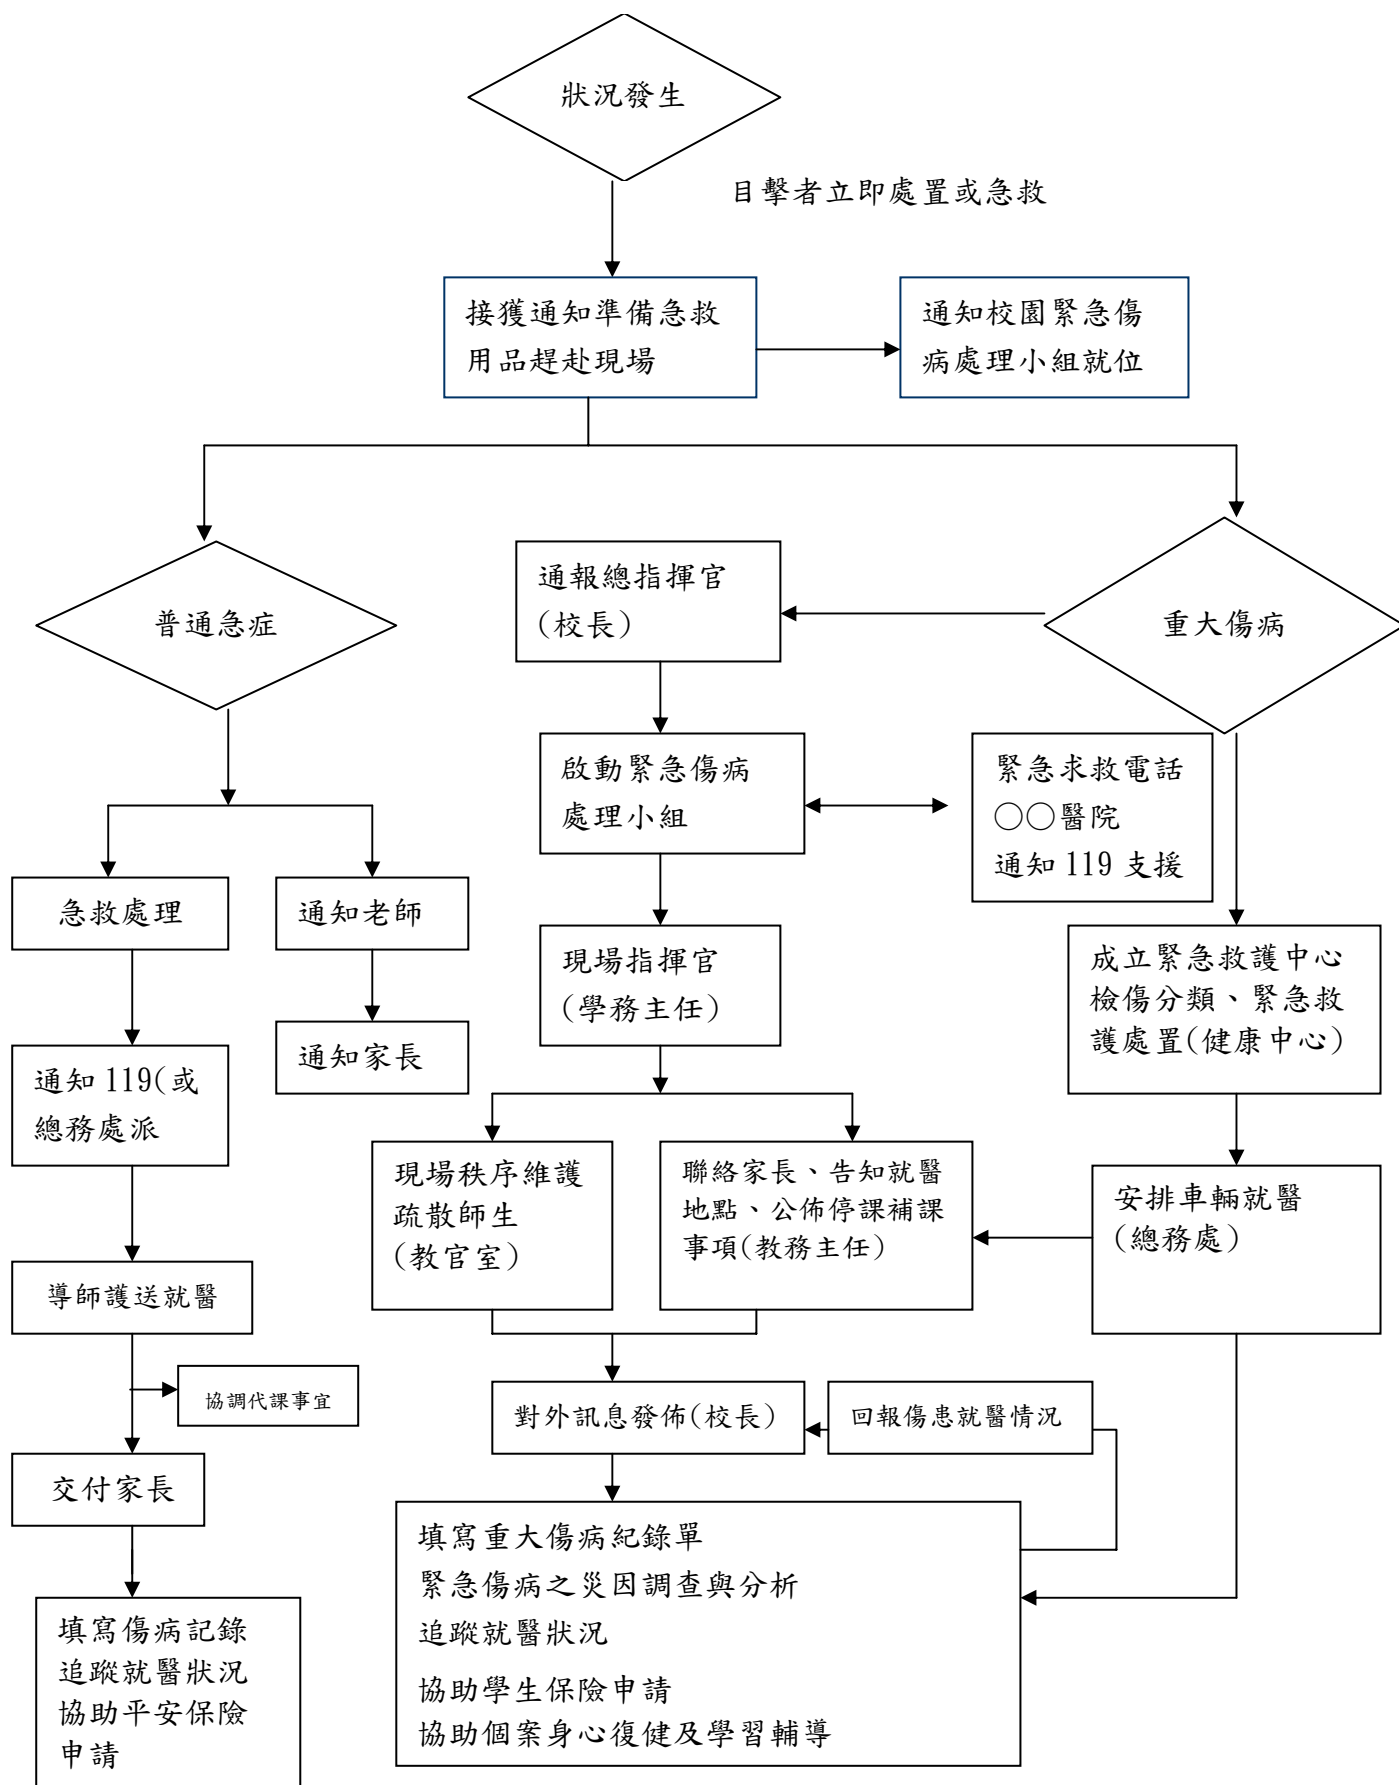 狀況發生
目擊者立即處置或急救
接獲通知準備急救
用品趕赴現場
通知校園緊急傷
病處理小組就位
普通急症
通報總指揮官
(校長)
重大傷病
啟動緊急傷病
處理小組
緊急求救電話
○○醫院
通知 119 支援
急救處理
通知老師
現場指揮官
(學務主任)
成立緊急救護中心
檢傷分類、緊急救
護處置(健康中心)
通知 119(或
總務處派
通知家長
現場秩序維護
疏散師生
(教官室)
聯絡家長、告知就醫
地點、公佈停課補課
事項(教務主任)
安排車輛就醫
(總務處)
導師護送就醫
協調代課事宜
對外訊息發佈(校長)
回報傷患就醫情況
交付家長
填寫重大傷病紀錄單
緊急傷病之災因調查與分析
追蹤就醫狀況
協助學生保險申請
協助個案身心復健及學習輔導
填寫傷病記錄
追蹤就醫狀況
協助平安保險
申請